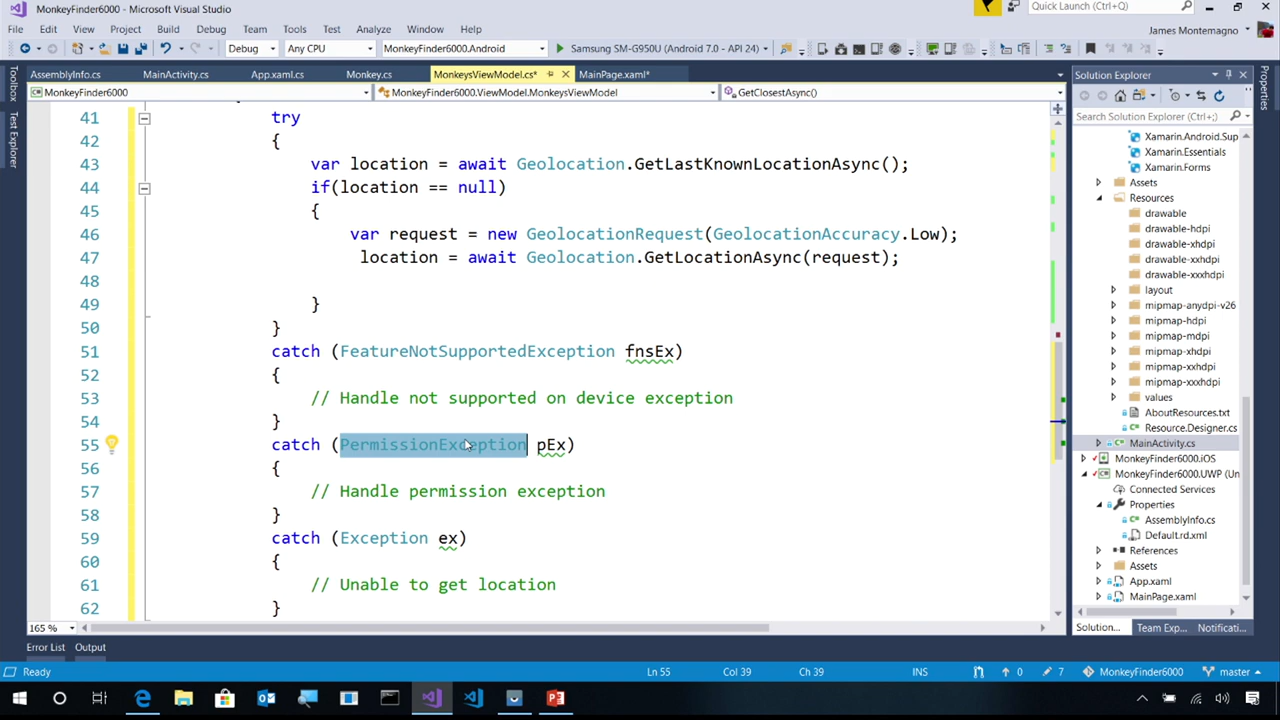 MonkeyFinder6000 - Microsoft Visual Studio
Quick Launch (Ctrl+;)
File Edit View Project Build Debug Team Tools Test Analyze Window Help
James Montemagno
Debug Any CPU MonkeyFinder6000.Android Samsung SM-G950U (Android 7.0 - API 24)
AssemblyInfo.cs MainActivity.cs App.xaml.cs Monkey.cs MonkeysViewModel.cs* MainPage.xaml*
MonkeyFinder6000 MonkeyFinder6000.ViewModel.MonkeysViewModel GetClosestAsync()
Toolbox
Test Explorer
41 try
42 {
43 var location = await Geolocation.GetLastKnownLocationAsync();
44 if(location == null)
45 {
46 var request = new GeolocationRequest(GeolocationAccuracy.Low);
47 location = await Geolocation.GetLocationAsync(request);
48
49 }
50 }
51 catch (FeatureNotSupportedException fnsEx)
52 {
53 // Handle not supported on device exception
54 }
55 catch (PermissionException pEx)
56 {
57 // Handle permission exception
58 }
59 catch (Exception ex)
60 {
61 // Unable to get location
62 }
165 %
Solution Explorer
Search Solution Explorer (Ctrl+;)
Xamarin.Android.Sup
Xamarin.Essentials
Xamarin.Forms
Assets
Resources
drawable
drawable-hdpi
drawable-xhdpi
drawable-xxhdpi
layout
mipmap-anydpi-v26
mipmap-hdpi
mipmap-mdpi
mipmap-xhdpi
mipmap-xxhdpi
mipmap-xxxhdpi
values
AboutResources.txt
Resource.Designer.cs
MainActivity.cs
MonkeyFinder6000.iOS
MonkeyFinder6000.UWP (Un
Connected Services
Properties
AssemblyInfo.cs
Default.rd.xml
References
Assets
App.xaml
MainPage.xaml
Solution... Team Exp... Notificati...
Properties
Error List Output
Ready Ln 55 Col 39 Ch 39 INS 0 7 MonkeyFinder6000 master